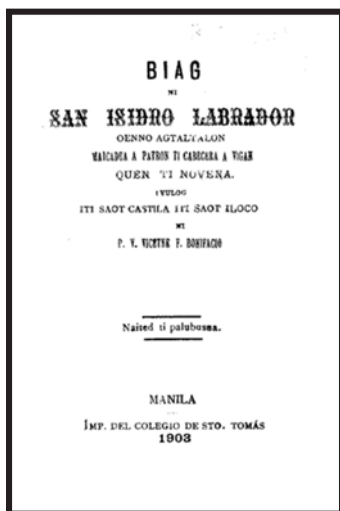 BIAG
NI
SAN ISIDRO LABRADOR
OENNO AGTALTALON
MAICADUA A PATRON TI CABECERA A VIGAN
QUEN TI NOVENA.
IYULOG
ITI SAOT CASTILA ITI SAOT ILOCO
NI
P. V. VICENTE F. BONIFACIO
Naited ti palubosna.
MANILA
IMP. DEL COLEGIO DE STO. TOMÁS
1903